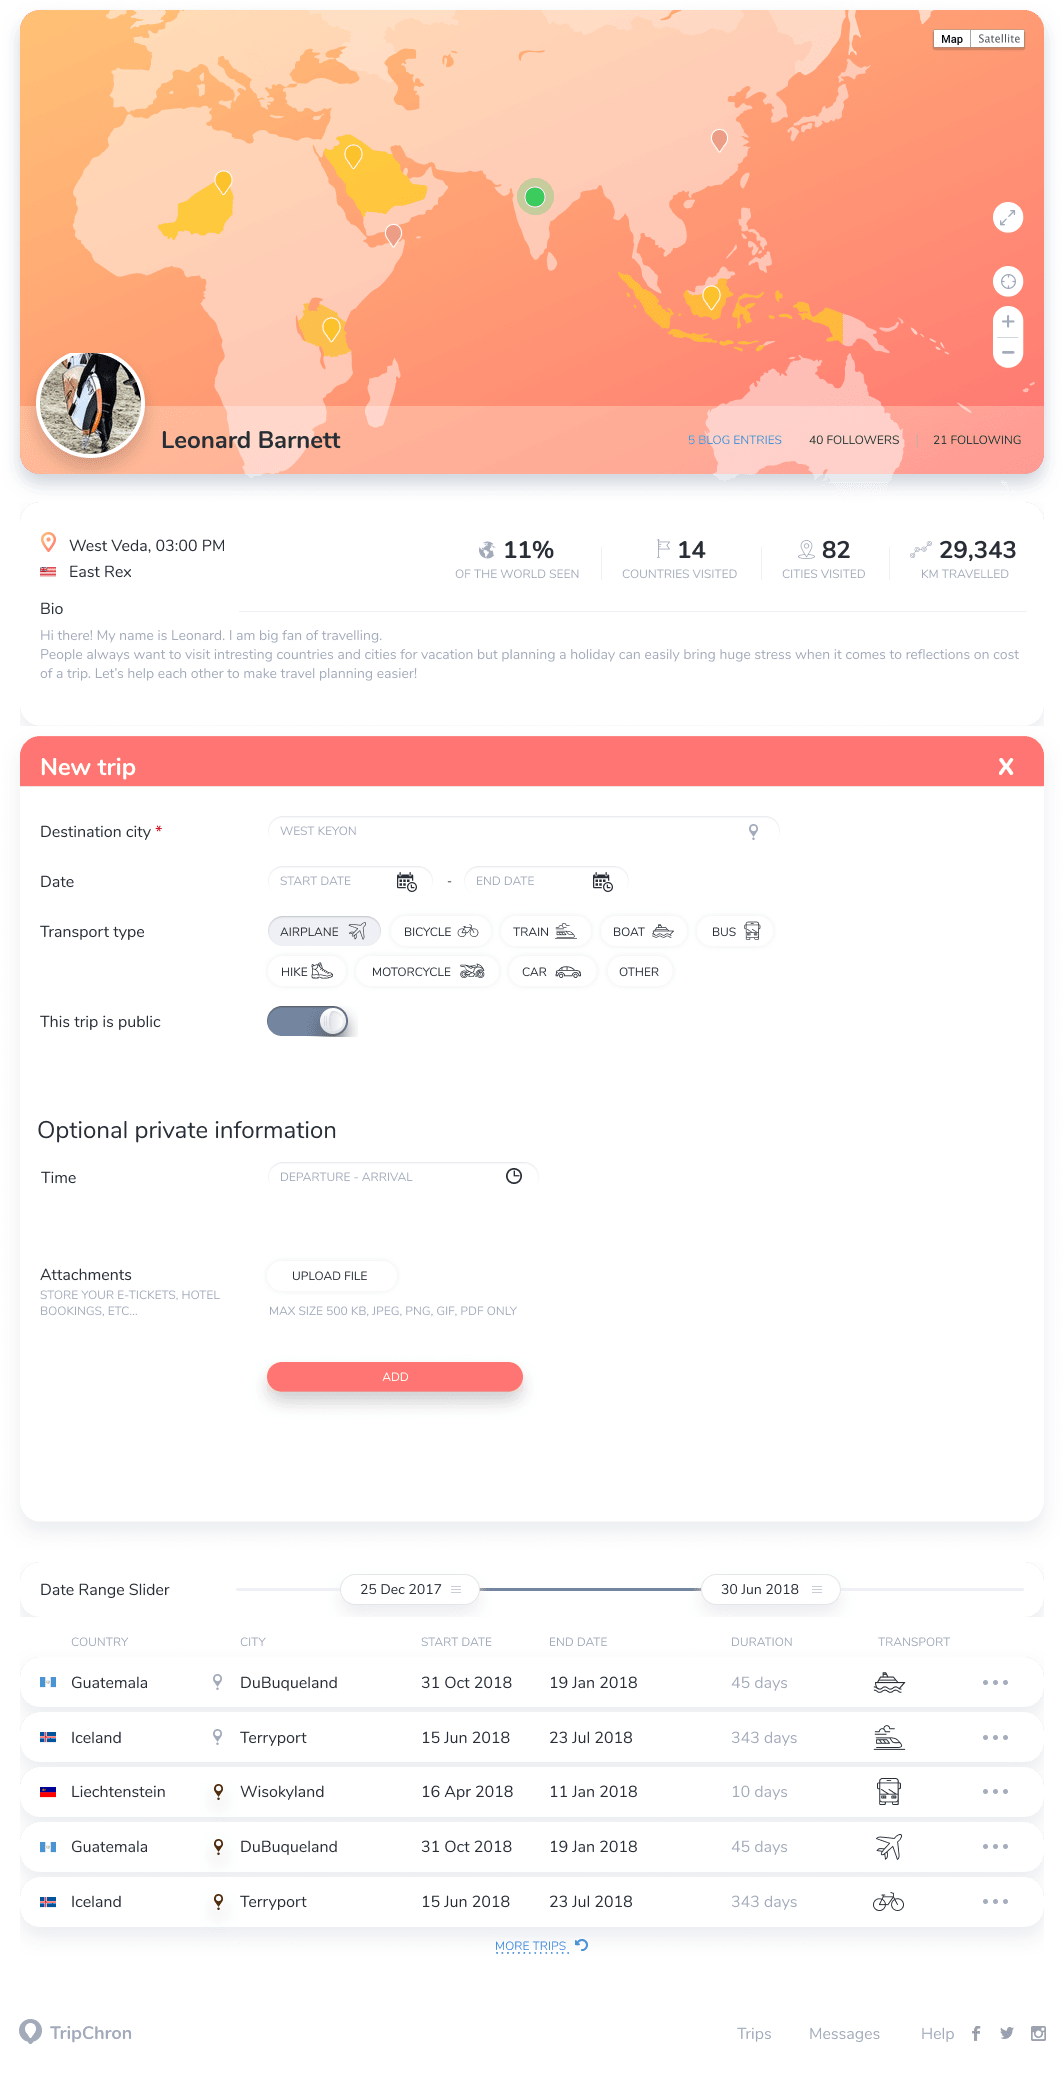 Map Satellite
Leonard Barnett
5 BLOG ENTRIES 40 FOLLOWERS 21 FOLLOWING
West Veda, 03:00 PM
East Rex
11% 14 82 29,343
OF THE WORLD SEEN COUNTRIES VISITED CITIES VISITED KM TRAVELLED
Bio
Hi there! My name is Leonard. I am big fan of travelling.
People always want to visit intresting countries and cities for vacation but planning a holiday can easily bring huge stress when it comes to reflections on cost
of a trip. Let's help each other to make travel planning easier!
New trip X
Destination city * WEST KEYON
Date START DATE - END DATE
Transport type AIRPLANE BICYCLE TRAIN BOAT BUS
HIKE MOTORCYCLE CAR OTHER
This trip is public
Optional private information
Time DEPARTURE - ARRIVAL
Attachments UPLOAD FILE
STORE YOUR E-TICKETS, HOTEL
BOOKINGS, ETC...
MAX SIZE 500 KB, JPEG, PNG, GIF, PDF ONLY
ADD
Date Range Slider 25 Dec 2017 30 Jun 2018
COUNTRY CITY START DATE END DATE DURATION TRANSPORT
Guatemala DuBuqueland 31 Oct 2018 19 Jan 2018 45 days
Iceland Terryport 15 Jun 2018 23 Jul 2018 343 days
Liechtenstein Wisokyland 16 Apr 2018 11 Jan 2018 10 days
Guatemala DuBuqueland 31 Oct 2018 19 Jan 2018 45 days
Iceland Terryport 15 Jun 2018 23 Jul 2018 343 days
MORE TRIPS
TripChron Trips Messages Help